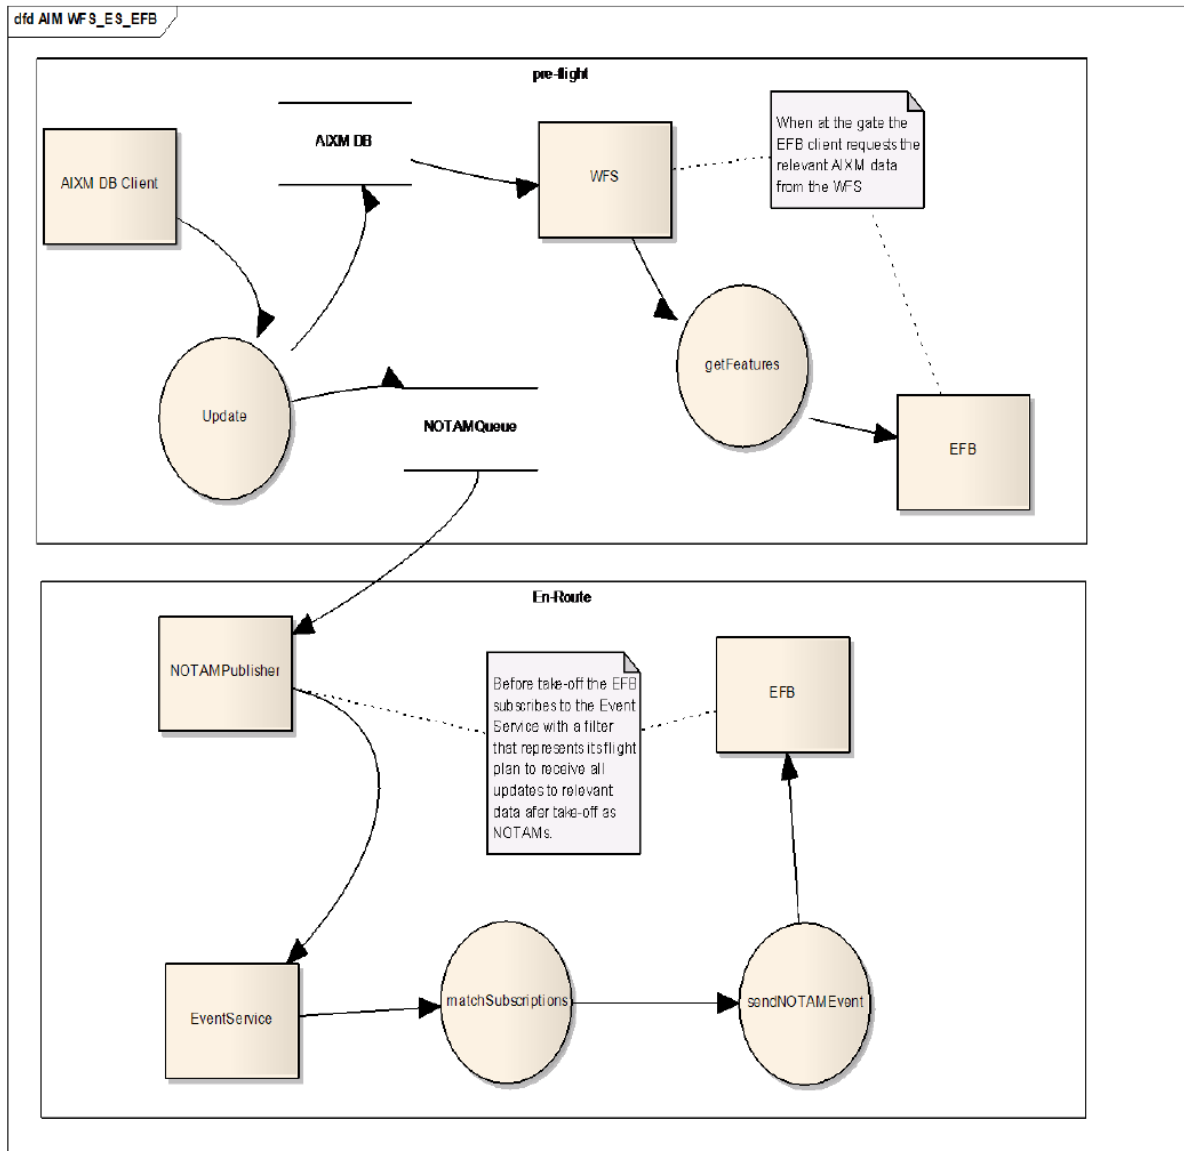 dfd AIM WFS_ES_EFB
pre-flight
AIXM DB Client
AIXM DB
WFS
When at the gate the
EFB client requests the
relevant AIXM data
from the WFS
getFeatures
Update
NOTAMQueue
EFB
En-Route
NOTAMPublisher
Before take-off the EFB
subscribes to the Event
Service with a filter
that represents its flight
plan to receive all
updates to relevant
data afer take-off as
NOTAMs.
EFB
EventService
matchSubscriptions
sendNOTAMEvent